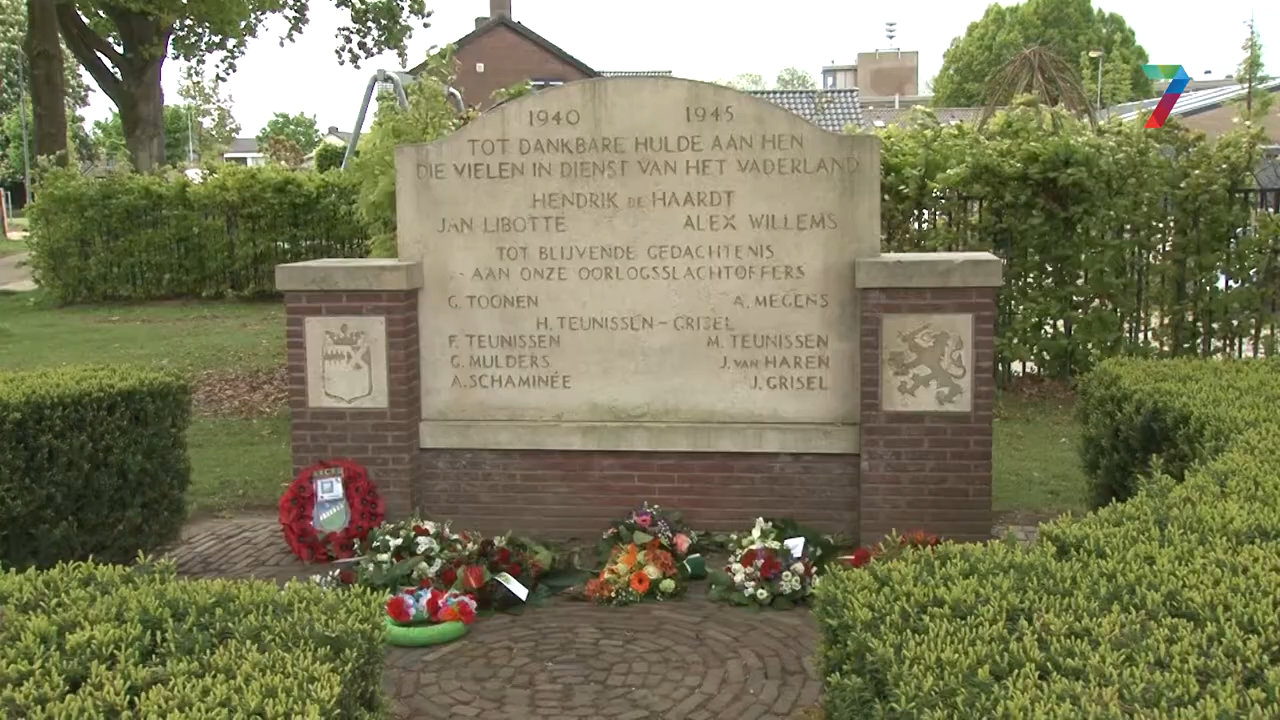 1940 1945
TOT DANKBARE HULDE AAN HEN
DIE VIELEN IN DIENST VAN HET VADERLAND
HENDRIK DE HAARDT
JAN LIBOTTE ALEX WILLEMS
TOT BLIJVENDE GEDACHTENIS
AAN ONZE OORLOGSSLACHTOFFERS
G. TOONEN A. MEGENS
H. TEUNISSEN-GRISEL
F. TEUNISSEN M. TEUNISSEN
G. MULDERS J. VAN HAREN
A. SCHAMINÉE J. GRISEL
7